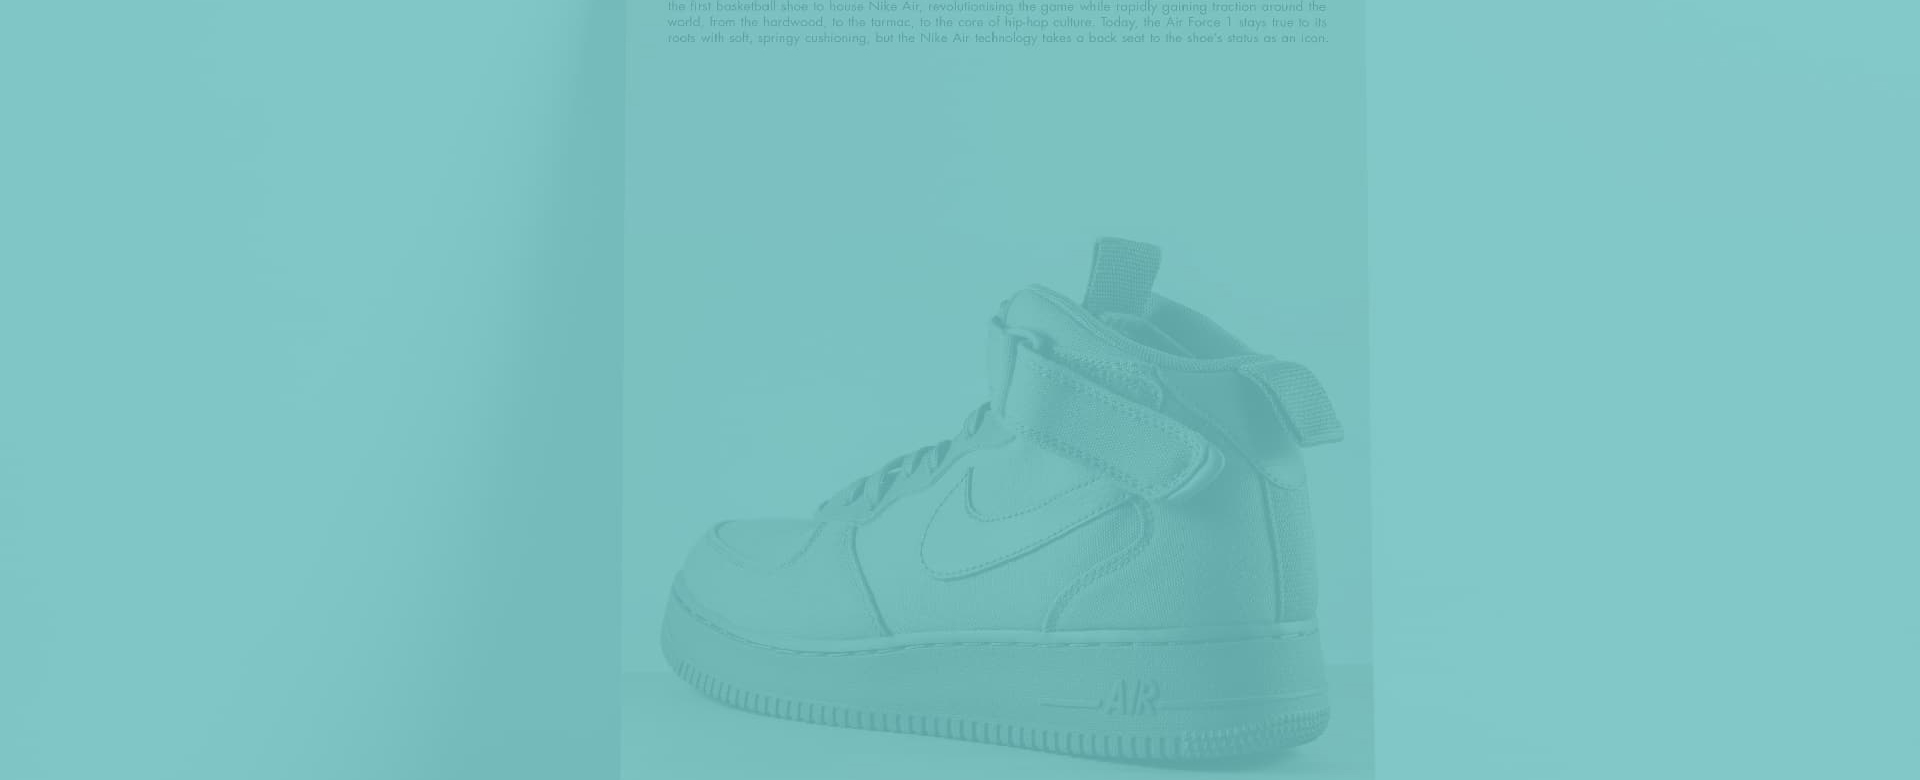 the first basketball shoe to house Nike Air, revolutionising the game while rapidly gaining traction around the
world. from the hardwood, to the tarmac, to the core of hip-hop culture. Today, the Air Force 1 stays true to its
roots with soft, springy cushioning, but the Nike Air technology takes a back seat to the shoe's status as an icon.
AIR